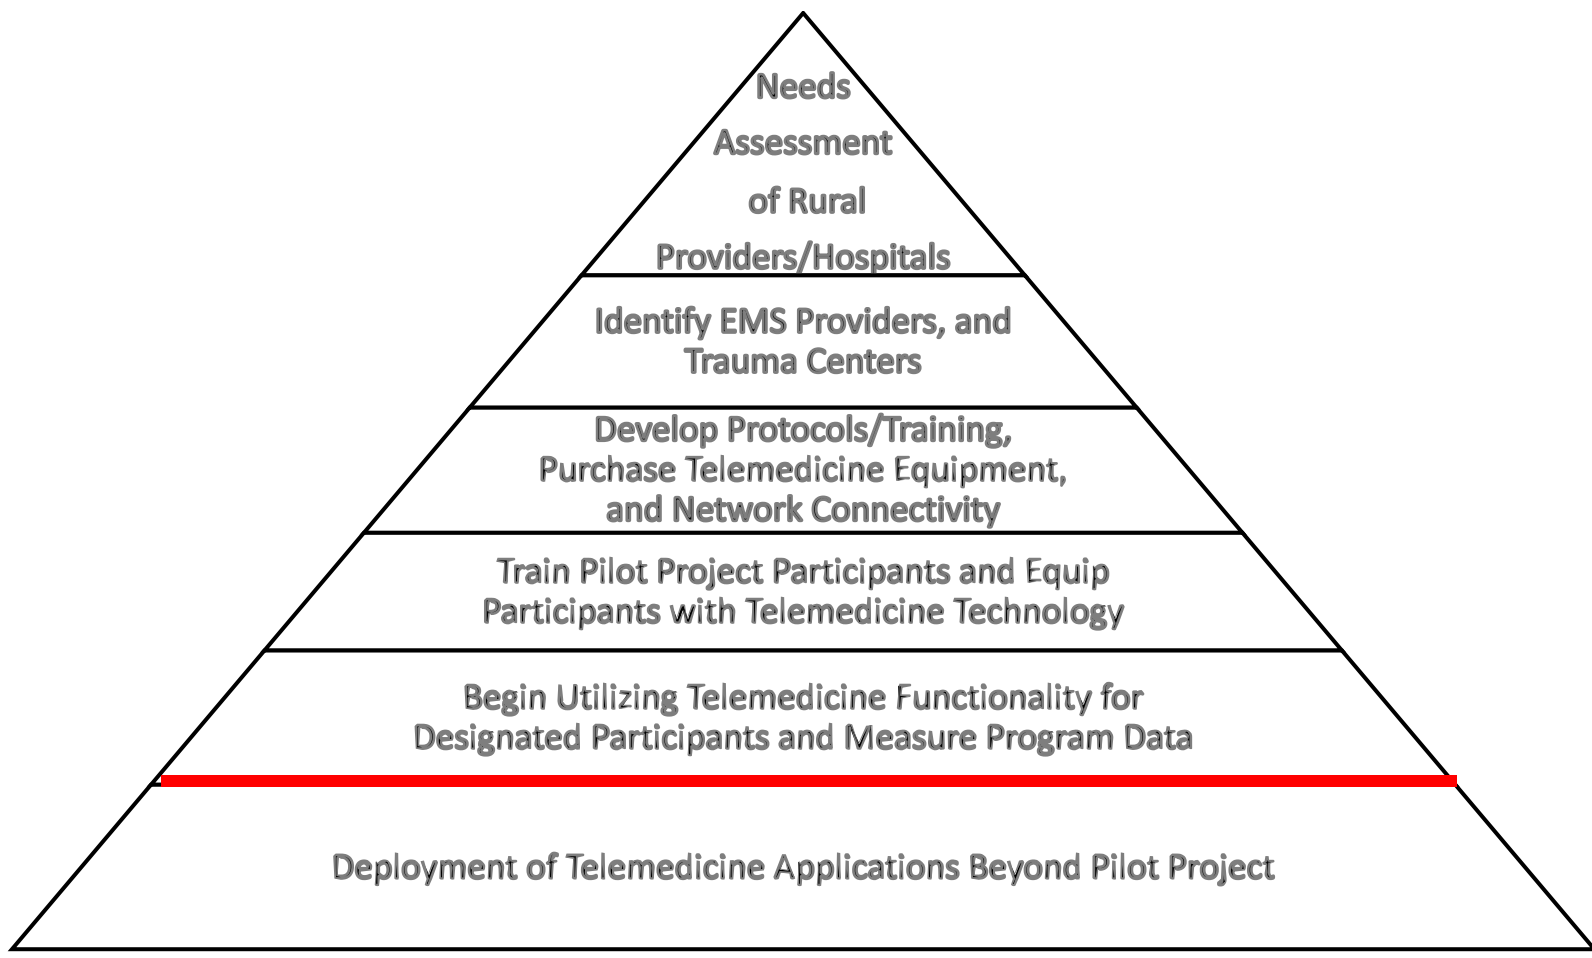 Needs
Assessment
of Rural
Providers/Hospitals
Identify EMS Providers, and
Trauma Centers
Develop Protocols/Training,
Purchase Telemedicine Equipment,
and Network Connectivity
Train Pilot Project Participants and Equip
Participants with Telemedicine Technology
Begin Utilizing Telemedicine Functionality for
Designated Participants and Measure Program Data
Deployment of Telemedicine Applications Beyond Pilot Project